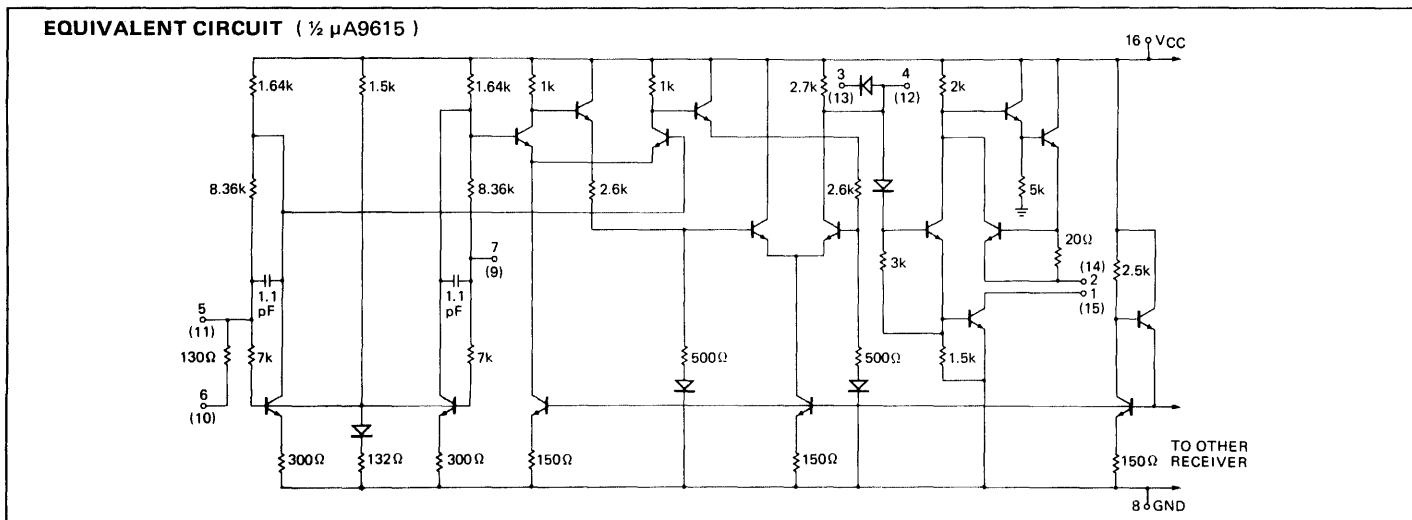 EQUIVALENT CIRCUIT ( ½ μA9615 )
16 VCC
1.64k
1.5k
1.64k
1k
1k
2.7k
3
(13)
4
(12)
2k
8.36k
8.36k
2.6k
2.6k
5k
7
(9)
20Ω
(14)
2
1
(15)
3k
2.5k
1.1
pF
1.1
pF
5
(11)
130Ω
7k
7k
500Ω
500Ω
1.5k
6
(10)
300Ω
132Ω
300Ω
150Ω
150Ω
150Ω
TO OTHER
RECEIVER
8 GND